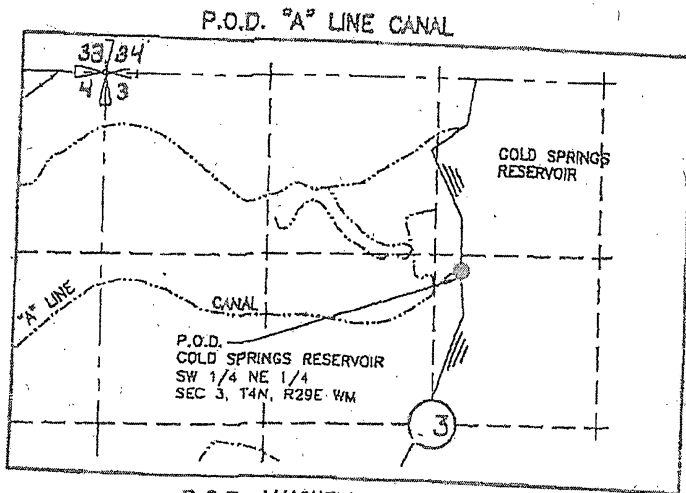 P.O.D. "A" LINE CANAL
33 34
4 3
COLD SPRINGS
RESERVOIR
"A" LINE
CANAL
P.O.D.
COLD SPRINGS RESERVOIR
SW 1/4 NE 1/4
SEC 3, T4N, R29E WM
3
P.O.D.